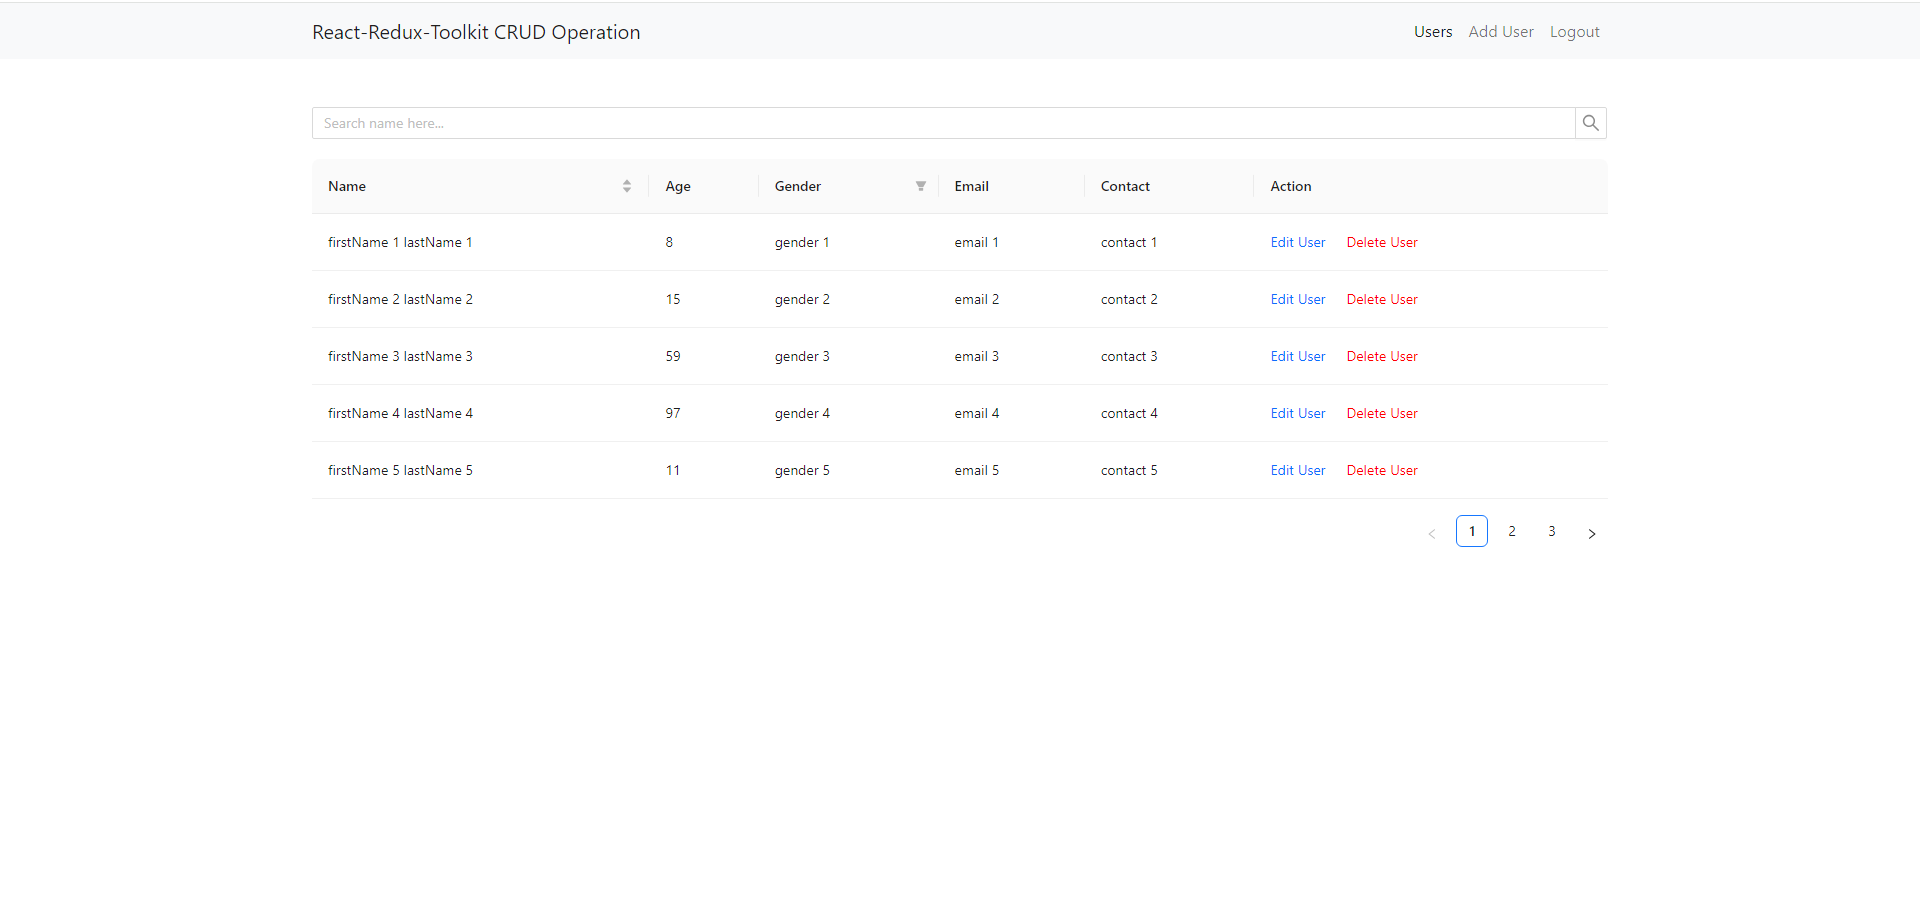 React-Redux-Toolkit CRUD Operation Users Add User Logout
Search name here...
Name Age Gender Email Contact Action
firstName 1 lastName 1 8 gender 1 email 1 contact 1 Edit User Delete User
firstName 2 lastName 2 15 gender 2 email 2 contact 2 Edit User Delete User
firstName 3 lastName 3 59 gender 3 email 3 contact 3 Edit User Delete User
firstName 4 lastName 4 97 gender 4 email 4 contact 4 Edit User Delete User
firstName 5 lastName 5 11 gender 5 email 5 contact 5 Edit User Delete User
1 2 3